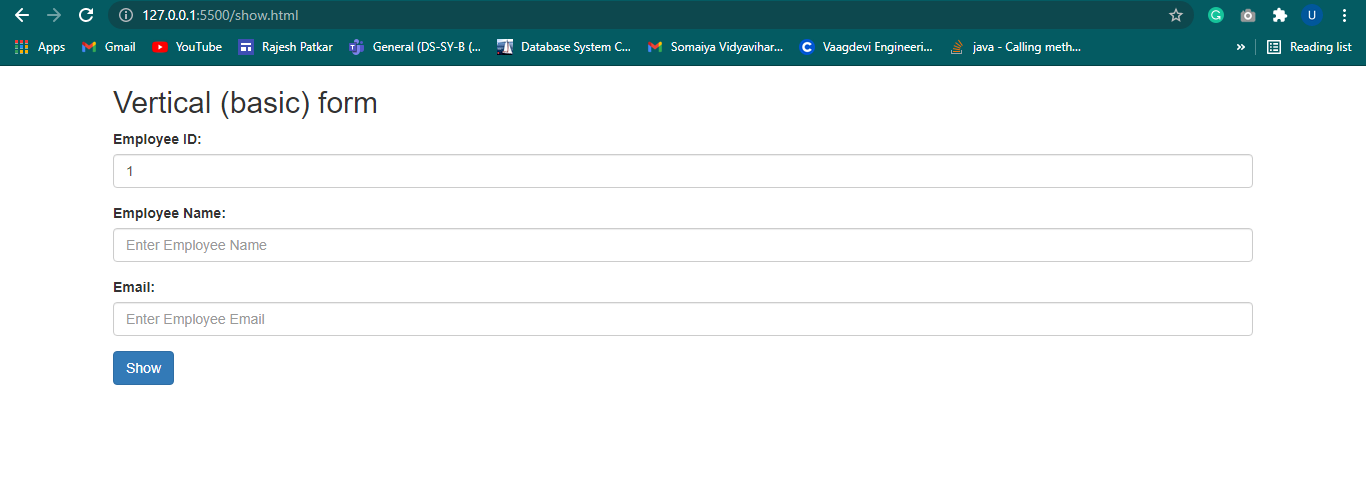 127.0.0.1:5500/show.html
U
Apps Gmail YouTube Rajesh Patkar General (DS-SY-B (... Database System C... Somaiya Vidyavihar... Vaagdevi Engineeri... java - Calling meth... » Reading list
Vertical (basic) form
Employee ID:
1
Employee Name:
Enter Employee Name
Email:
Enter Employee Email
Show